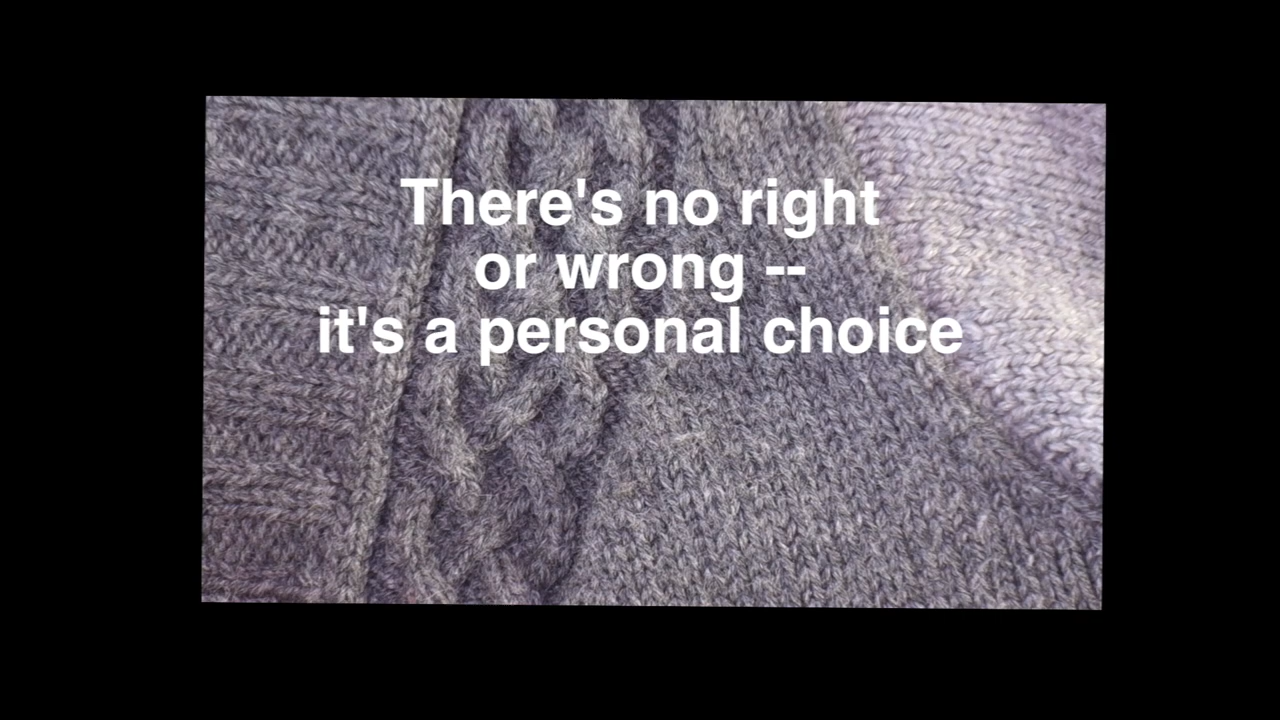 There's no right
or wrong --
it's a personal choice